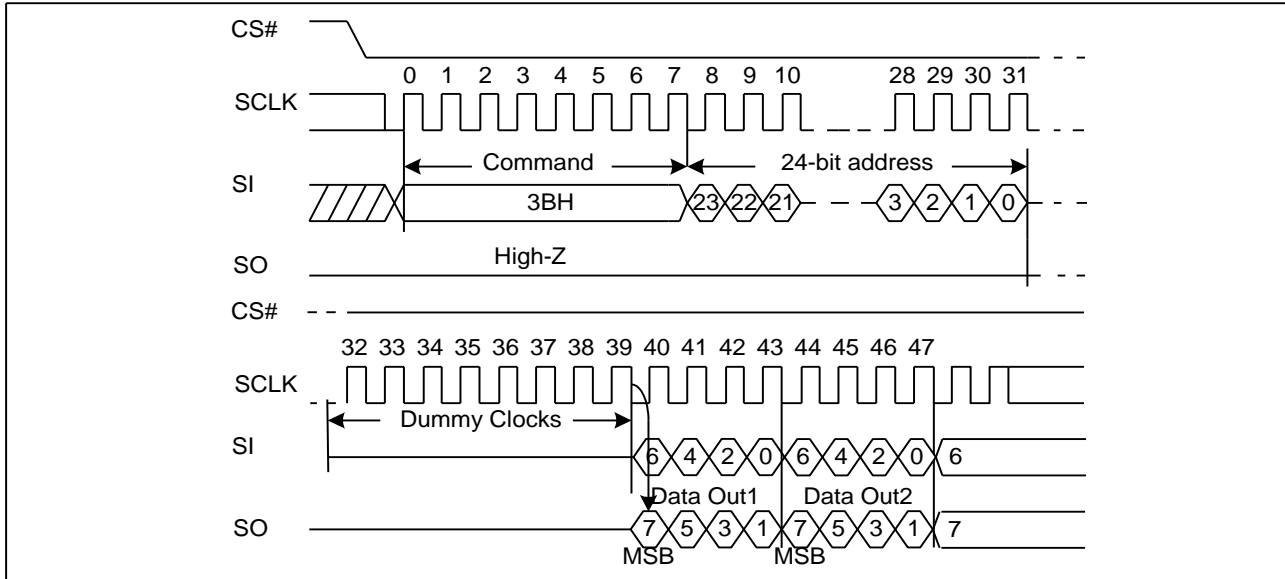 CS#
0 1 2 3 4 5 6 7 8 9 10 28 29 30 31
SCLK
Command 24-bit address
SI
3BH 23 22 21 3 2 1 0
High-Z
SO
CS#
32 33 34 35 36 37 38 39 40 41 42 43 44 45 46 47
SCLK
Dummy Clocks
SI
6 4 2 0 6 4 2 0 6
Data Out1 Data Out2
SO
7 5 3 1 7 5 3 1 7
MSB MSB